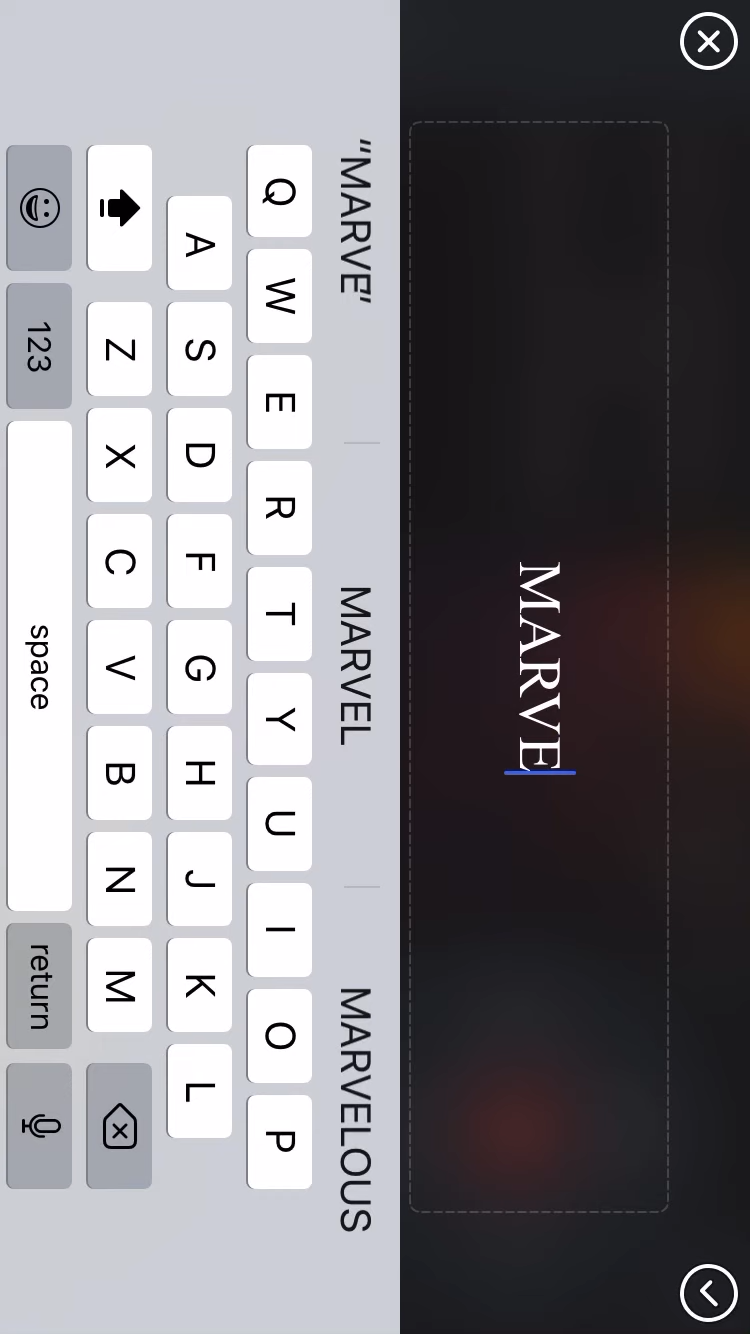 MARVE
"MARVE" MARVEL MARVELOUS
Q W E R T Y U I O P
A S D F G H J K L
Z X C V B N M
123 space return